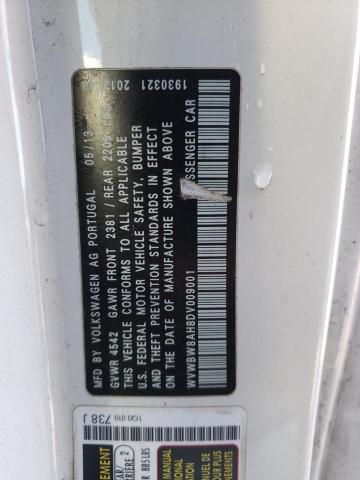 MFD BY VOLKSWAGEN AG PORTUGAL 05/13 1930321
GVWR 4542 GAWR FRONT 2381 / REAR 2205
THIS VEHICLE CONFORMS TO ALL APPLICABLE
U.S. FEDERAL MOTOR VEHICLE SAFETY, BUMPER
AND THEFT PREVENTION STANDARDS IN EFFECT
ON THE DATE OF MANUFACTURE SHOWN ABOVE
WVWBW8AH8DV009001 CAR
1Q0 010 738 J